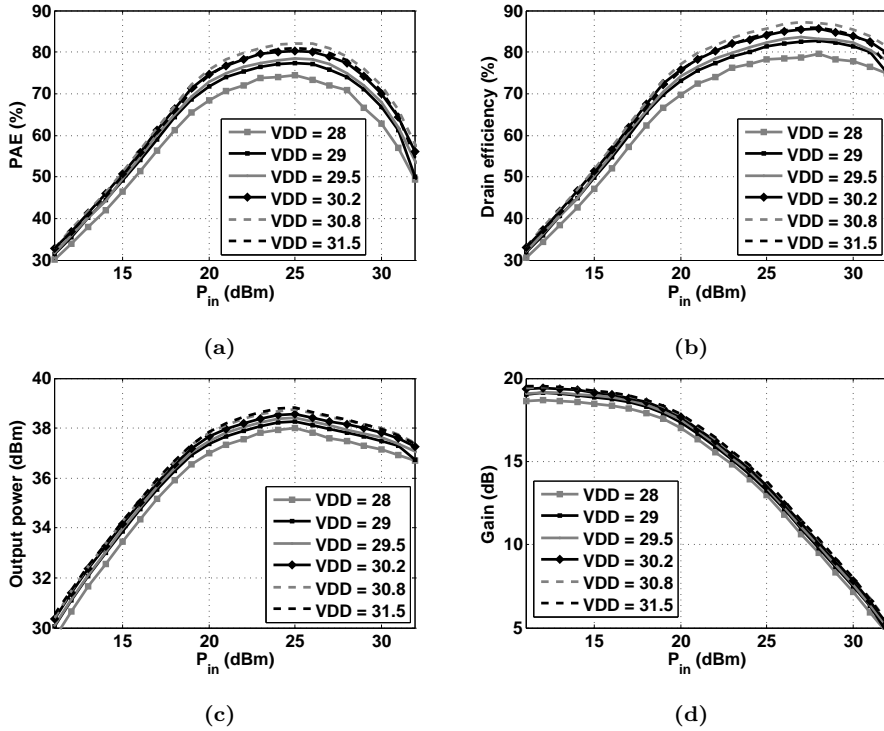 90
80
70
60
50
40
30
15 20 25 30
PAE (%)
P_in (dBm)
VDD = 28
VDD = 29
VDD = 29.5
VDD = 30.2
VDD = 30.8
VDD = 31.5
(a)
90
80
70
60
50
40
30
15 20 25 30
Drain efficiency (%)
P_in (dBm)
VDD = 28
VDD = 29
VDD = 29.5
VDD = 30.2
VDD = 30.8
VDD = 31.5
(b)
40
38
36
34
32
30
15 20 25 30
Output power (dBm)
P_in (dBm)
VDD = 28
VDD = 29
VDD = 29.5
VDD = 30.2
VDD = 30.8
VDD = 31.5
(c)
20
15
10
5
15 20 25 30
Gain (dB)
P_in (dBm)
VDD = 28
VDD = 29
VDD = 29.5
VDD = 30.2
VDD = 30.8
VDD = 31.5
(d)